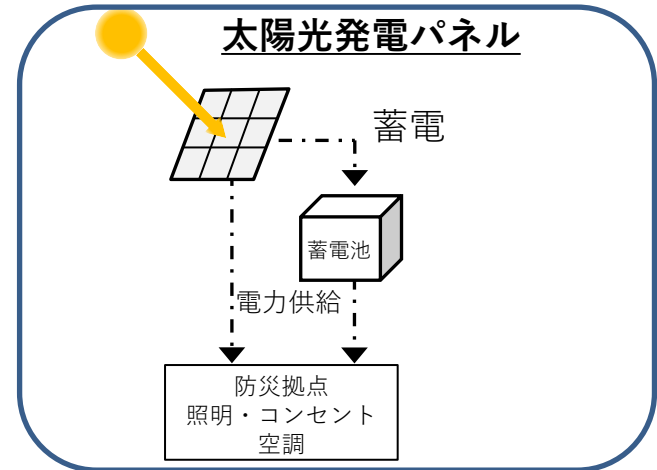 太陽光発電パネル
蓄電
蓄電池
電力供給
防災拠点
照明・コンセント
空調